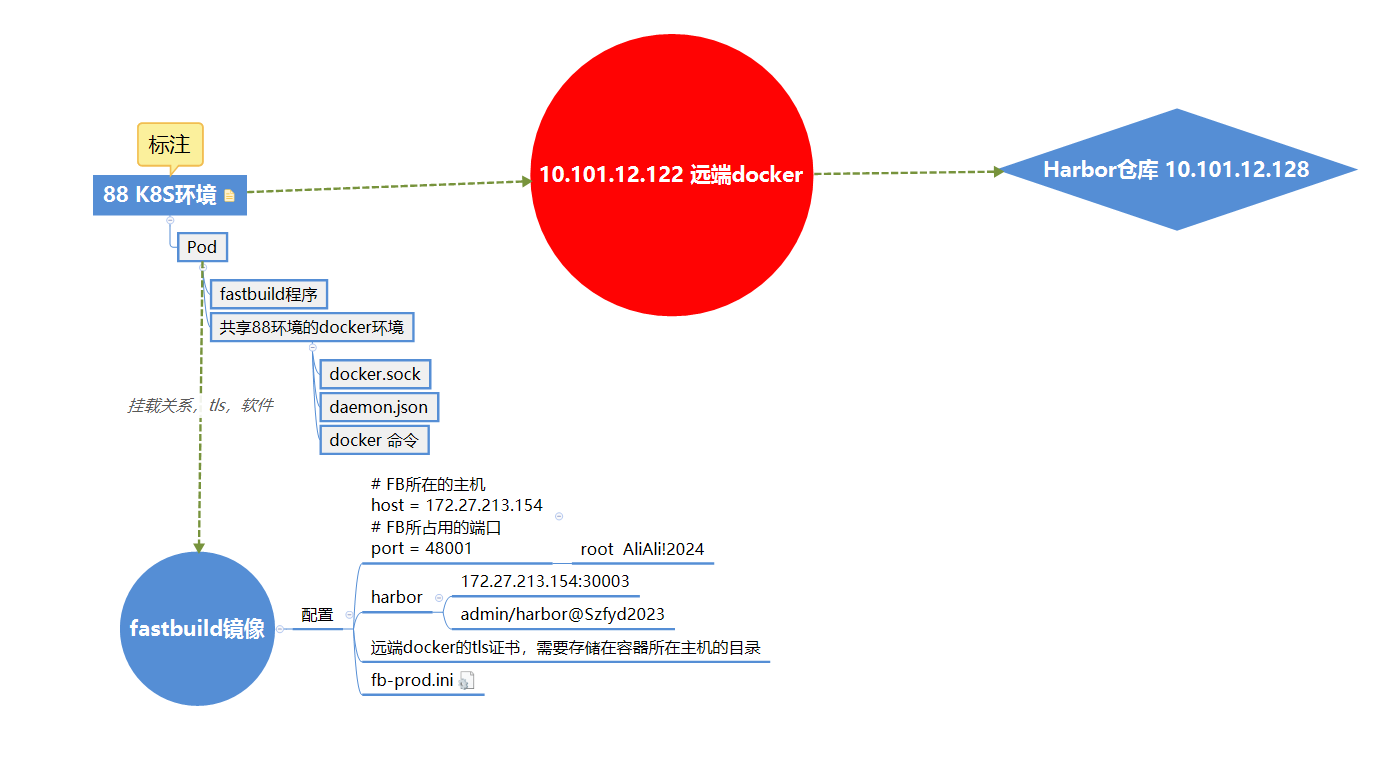 标注
88 K8S环境
10.101.12.122 远端docker
Harbor仓库 10.101.12.128
Pod
fastbuild程序
共享88环境的docker环境
docker.sock
daemon.json
docker 命令
挂载关系，tls，软件
fastbuild镜像
配置
# FB所在的主机
host = 172.27.213.154
# FB所占用的端口
port = 48001
root  AliAli!2024
harbor
172.27.213.154:30003
admin/harbor@Szfyd2023
远端docker的tls证书，需要存储在容器所在主机的目录
fb-prod.ini